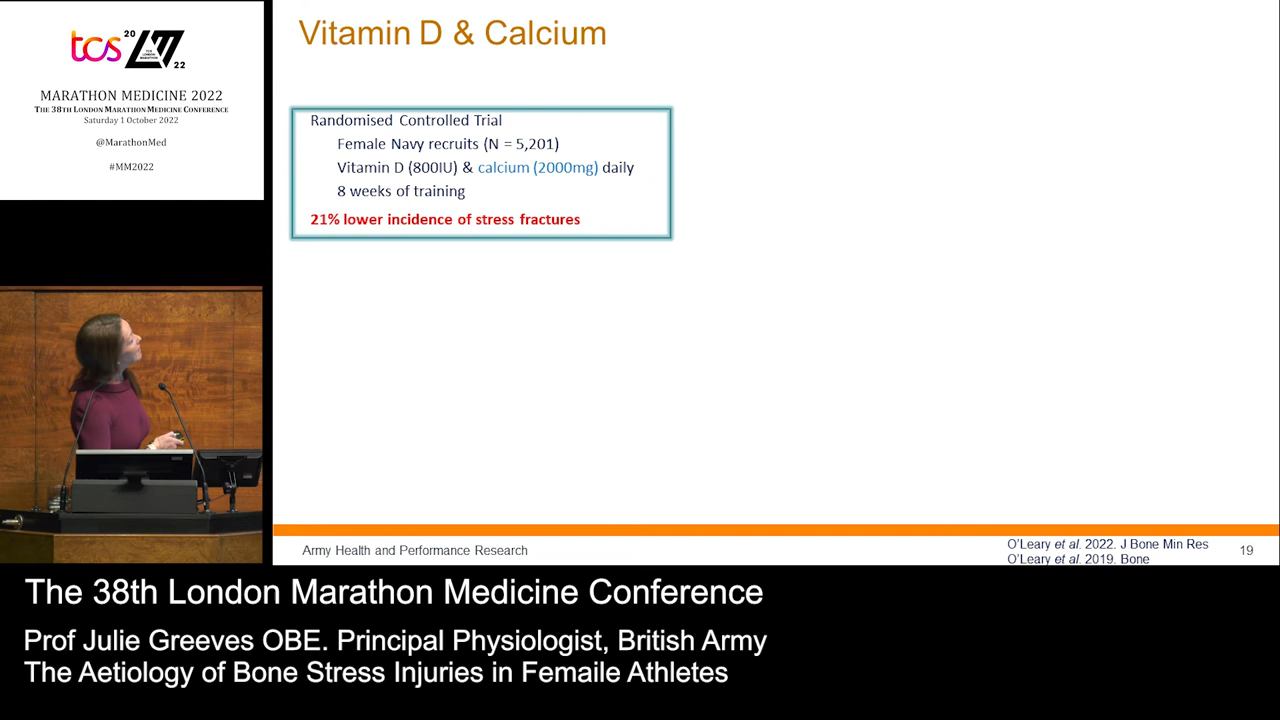 tcs
20
LM
TCS
LONDON
MARATHON
22
MARATHON MEDICINE 2022
THE 38TH LONDON MARATHON MEDICINE CONFERENCE
Saturday 1 October 2022
@MarathonMed
#MM2022
Vitamin D & Calcium
Randomised Controlled Trial
Female Navy recruits (N = 5,201)
Vitamin D (800IU) & calcium (2000mg) daily
8 weeks of training
21% lower incidence of stress fractures
Army Health and Performance Research
O'Leary et al. 2022. J Bone Min Res
O'Leary et al. 2019. Bone
19
The 38th London Marathon Medicine Conference
Prof Julie Greeves OBE. Principal Physiologist, British Army
The Aetiology of Bone Stress Injuries in Femaile Athletes